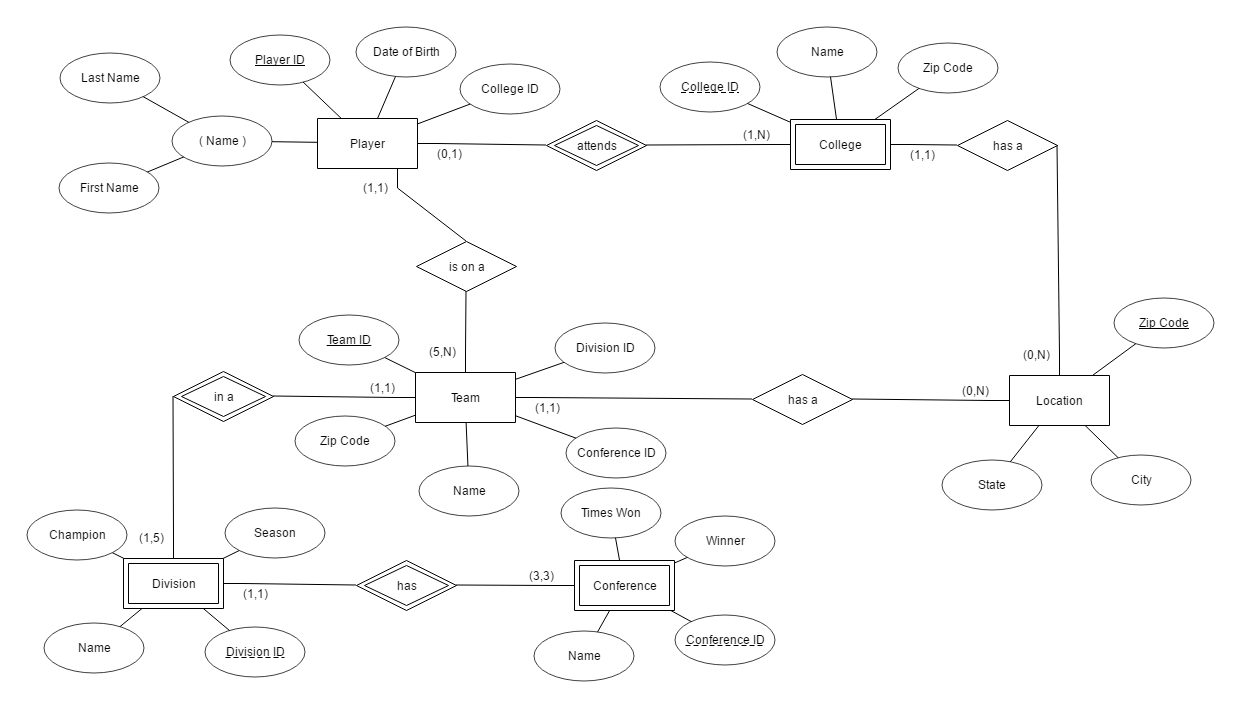 Date of Birth
Name
Player ID
Last Name
Zip Code
College ID
College ID
( Name )
Player
(0,1)
attends
(1,N)
College
(1,1)
has a
First Name
(1,1)
is on a
Zip Code
Team ID
Division ID
(5,N)
(0,N)
(1,1)
in a
Team
(1,1)
has a
(0,N)
Location
Zip Code
Conference ID
Name
State
City
Times Won
Champion
(1,5)
Season
Winner
Division
(1,1)
has
(3,3)
Conference
Name
Division ID
Name
Conference ID